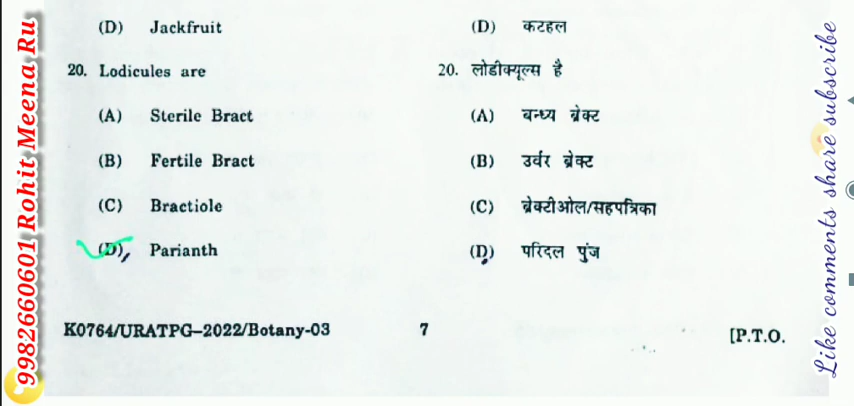 (D) Jackfruit
20. Lodicules are
(A) Sterile Bract
(B) Fertile Bract
(C) Bractiole
(D) Parianth
(D) कटहल
20. लोडीक्यूल्स है
(A) बन्ध्य ब्रेक्ट
(B) उर्वर ब्रेक्ट
(C) ब्रेक्टीओल/सहपत्रिका
(D) परिदल पुंज
K0764/URATPG–2022/Botany-03 7 [P.T.O.
9982660601 Rohit Meena Ru
Like comments share subscribe